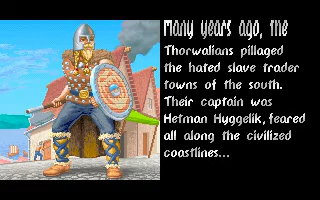 Many years ago, the
Thorwalians pillaged
the hated slave trader
towns of the south.
Their captain was
Hetman Hyggelik, feared
all along the civilized
coastlines...